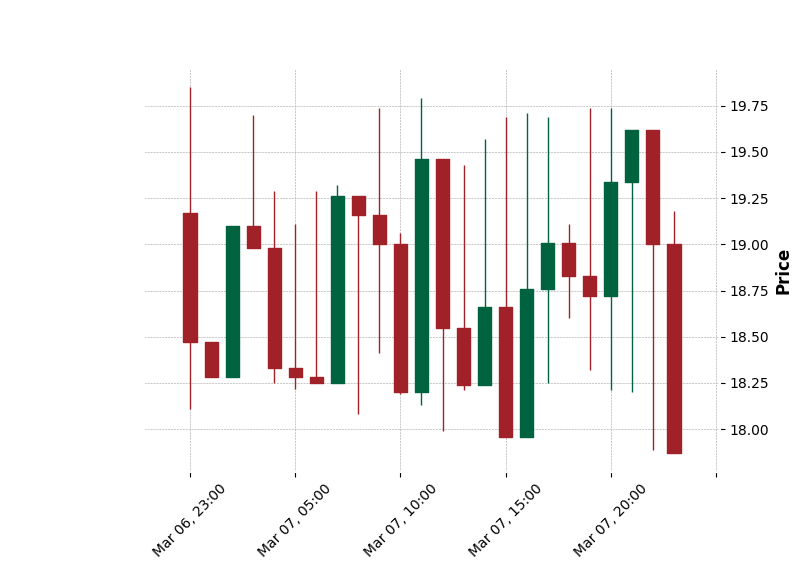 19.75
19.50
19.25
19.00
18.75
18.50
18.25
18.00
Price
Mar 06, 23:00
Mar 07, 05:00
Mar 07, 10:00
Mar 07, 15:00
Mar 07, 20:00